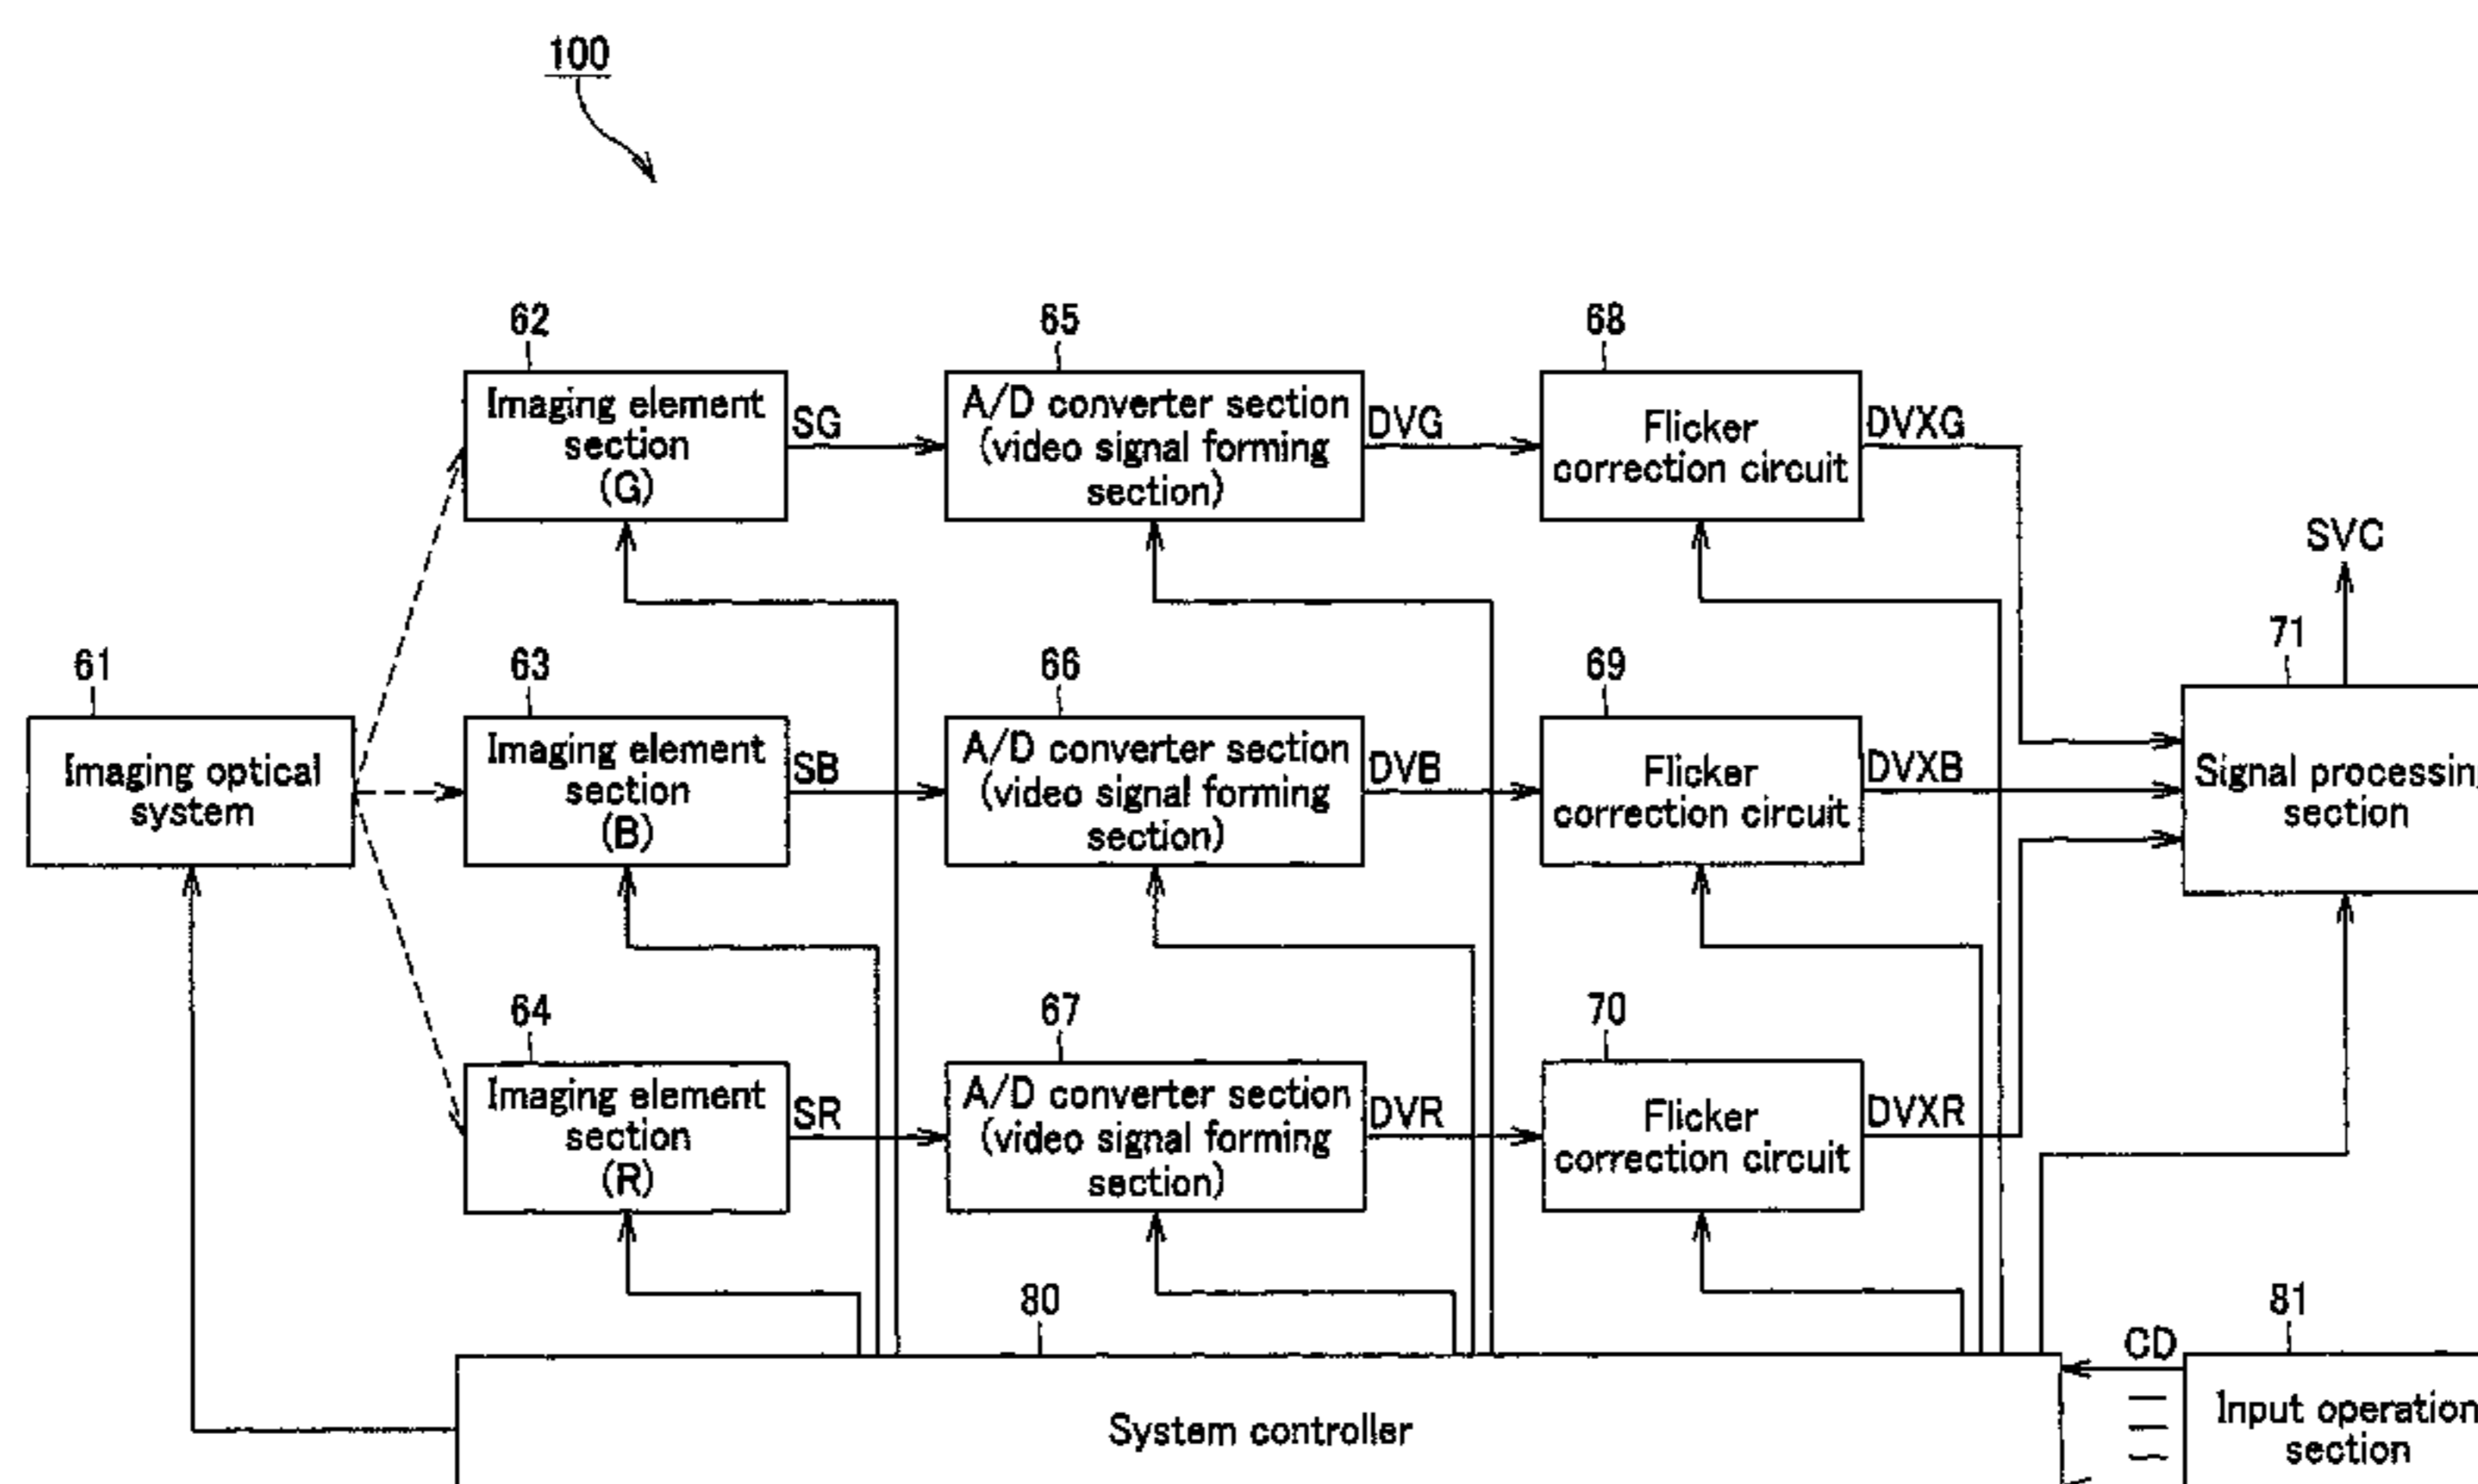 100
62
65
68
Imaging element
section
(G)
SG
A/D converter section
(video signal forming
section)
DVG
Flicker
correction circuit
DVXG
SVC
61
63
66
69
71
Imaging optical
system
Imaging element
section
(B)
SB
A/D converter section
(video signal forming
section)
DVB
Flicker
correction circuit
DVXB
Signal processin
section
64
67
70
Imaging element
section
(R)
SR
A/D converter section
(video signal forming
section)
DVR
Flicker
correction circuit
DVXR
80
81
CD
System controller
Input operation
section